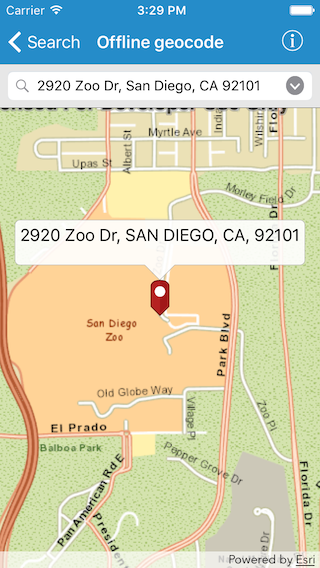 Carrier 3:29 PM
Search Offline geocode
2920 Zoo Dr, San Diego, CA 92101
Myrtle Ave
Albert St
Upas St
Morley Field Dr
2920 Zoo Dr, SAN DIEGO, CA, 92101
San Diego
Zoo
Park Blvd
Old Globe Way
Village Pl
Zoo Pl
El Prado
Balboa Park
Pepper Grove Dr
Pan American Rd E
Florida Dr
Powered by Esri